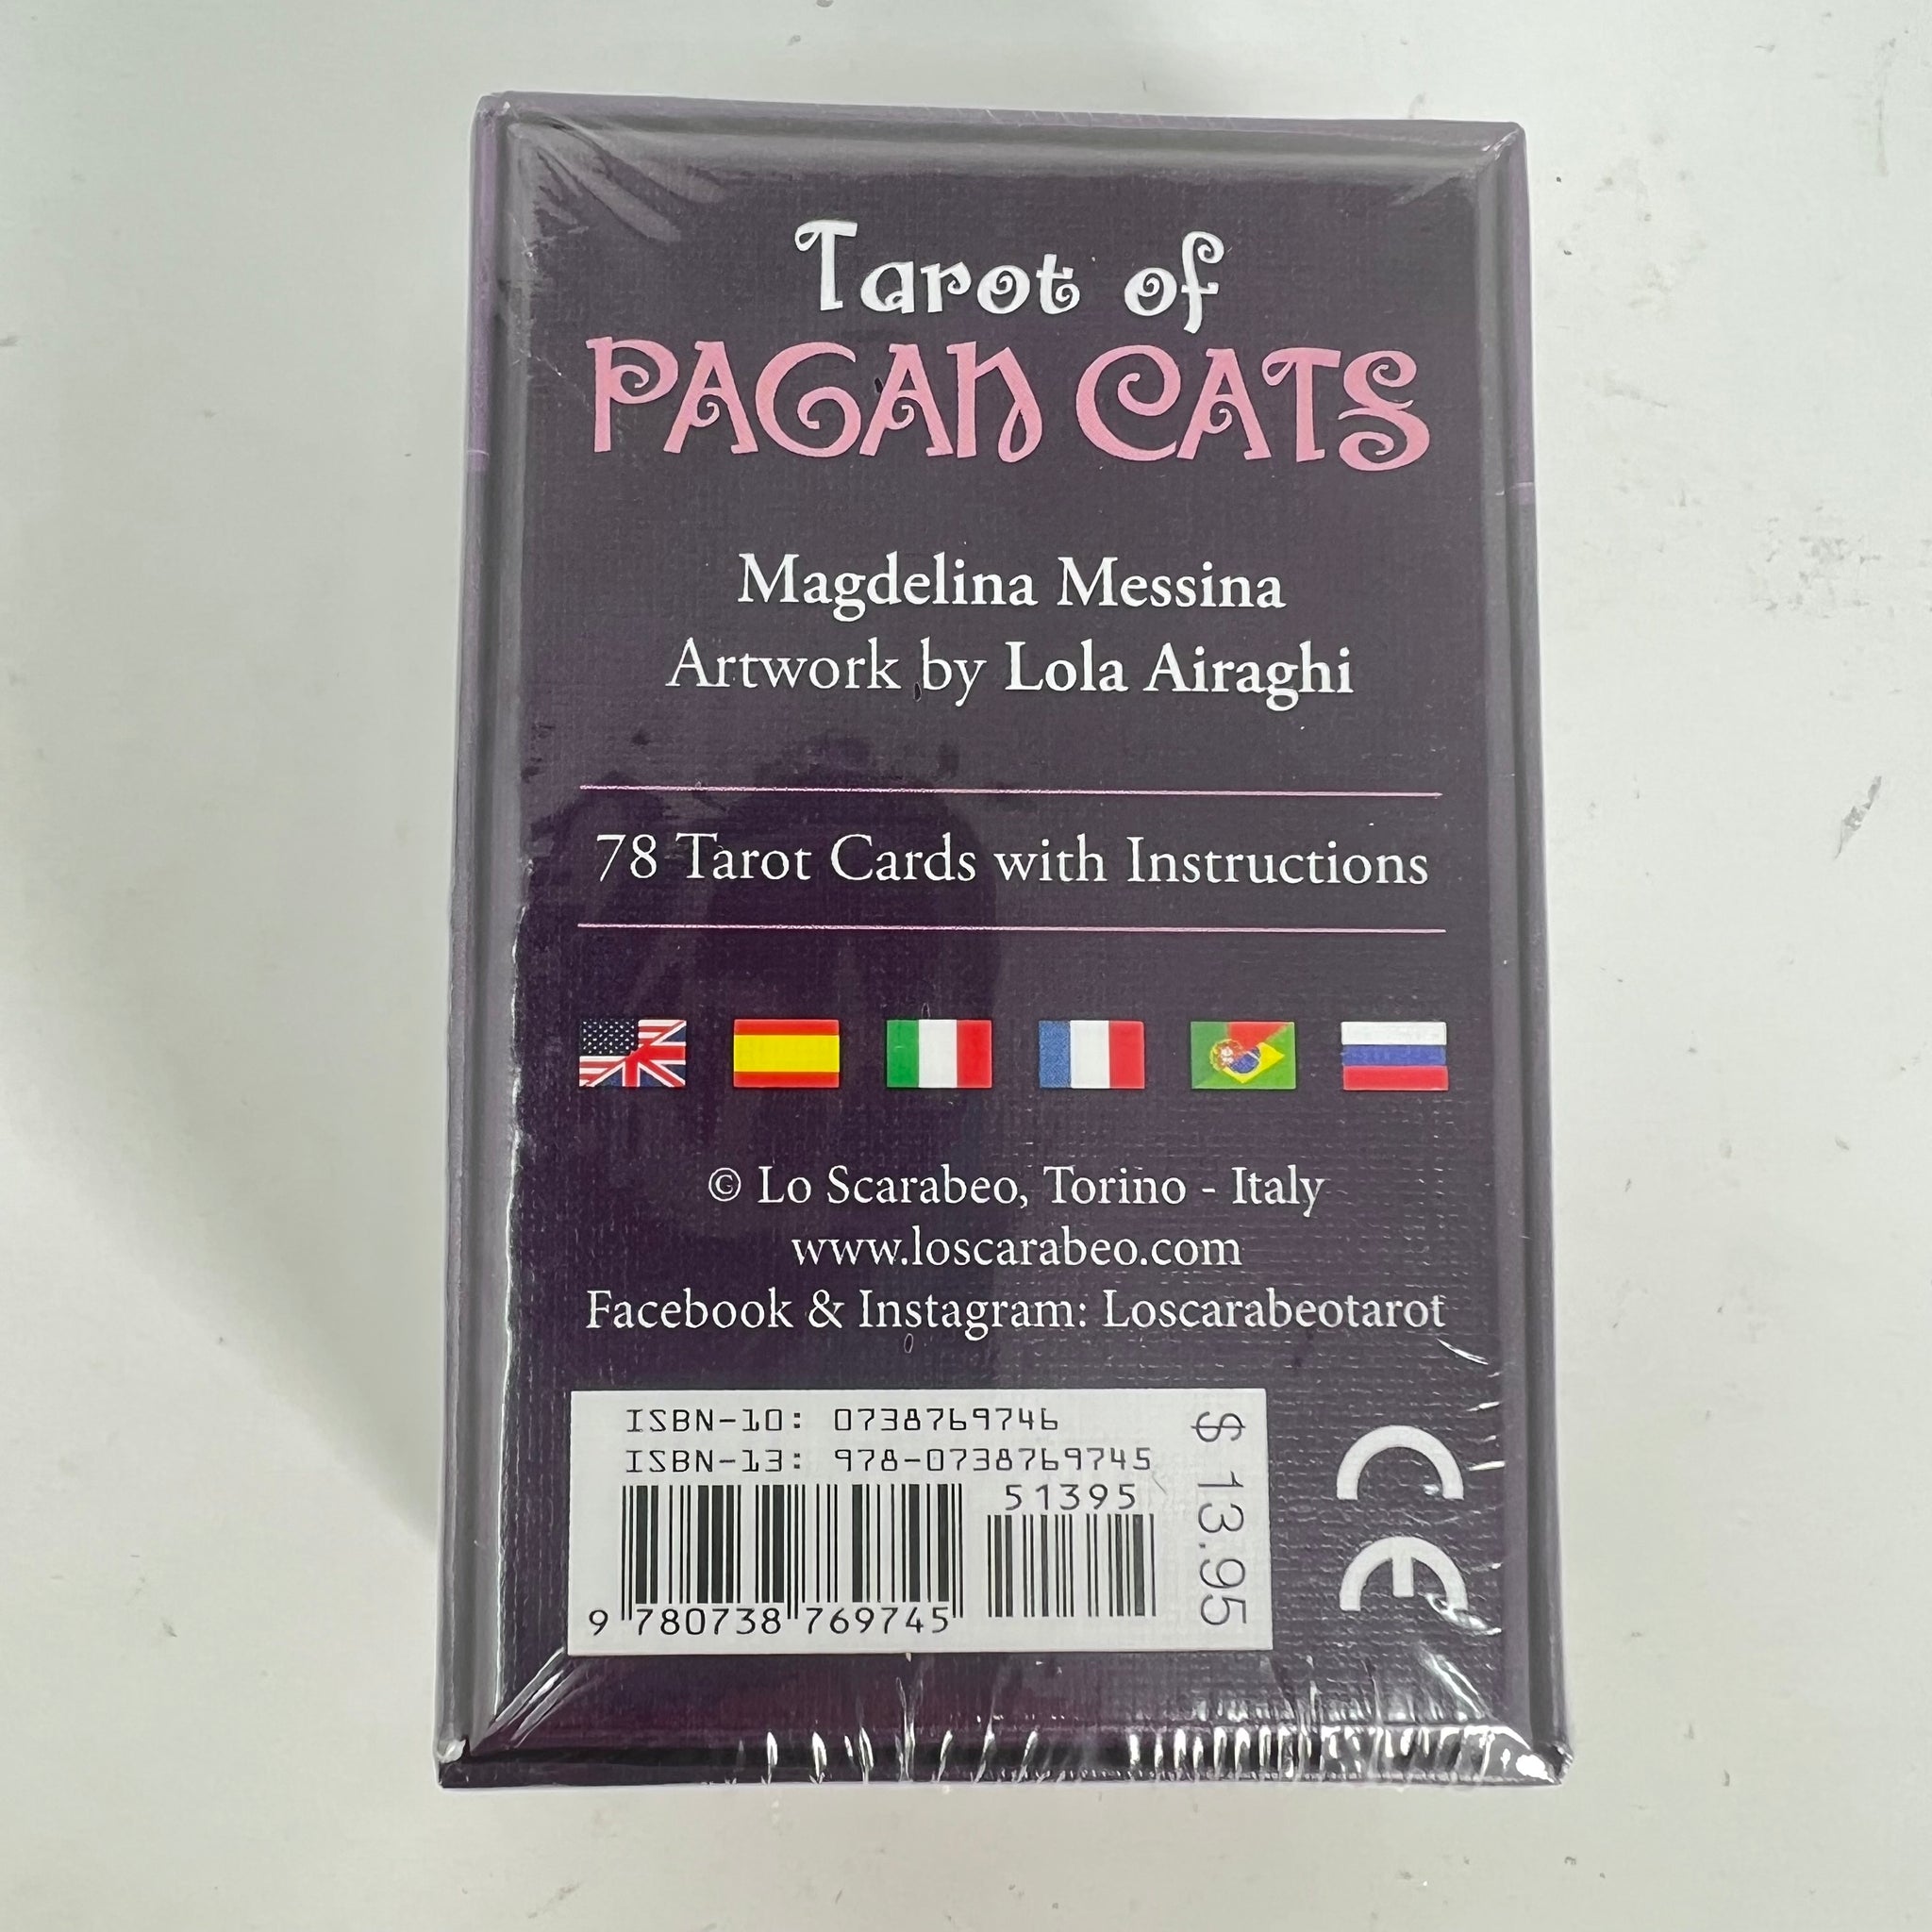 Tarot of
PAGAN CATS
Magdelina Messina
Artwork by Lola Airaghi
78 Tarot Cards with Instructions
© Lo Scarabeo, Torino - Italy
www.loscarabeo.com
Facebook & Instagram: Loscarabeotarot
ISBN-10: 0738769746
ISBN-13: 978-0738769745
51395
9 780738 769745
$ 13.95
CE